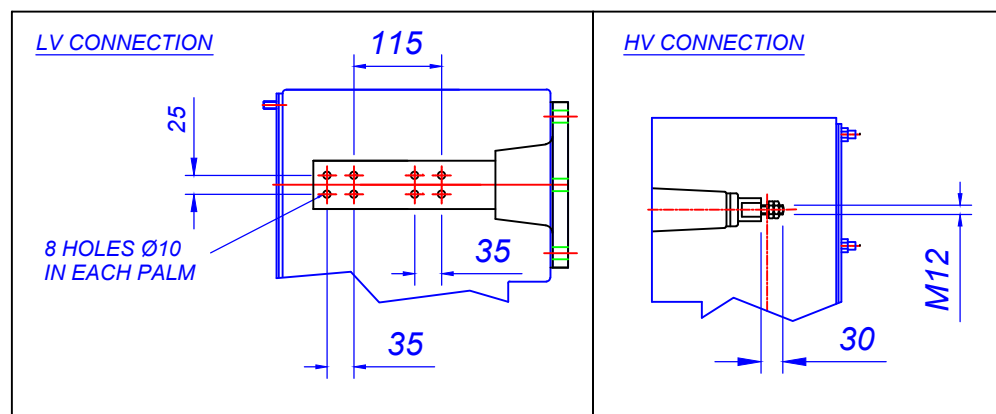 LV CONNECTION
115
25
8 HOLES Ø10
IN EACH PALM
35
35
HV CONNECTION
M12
30